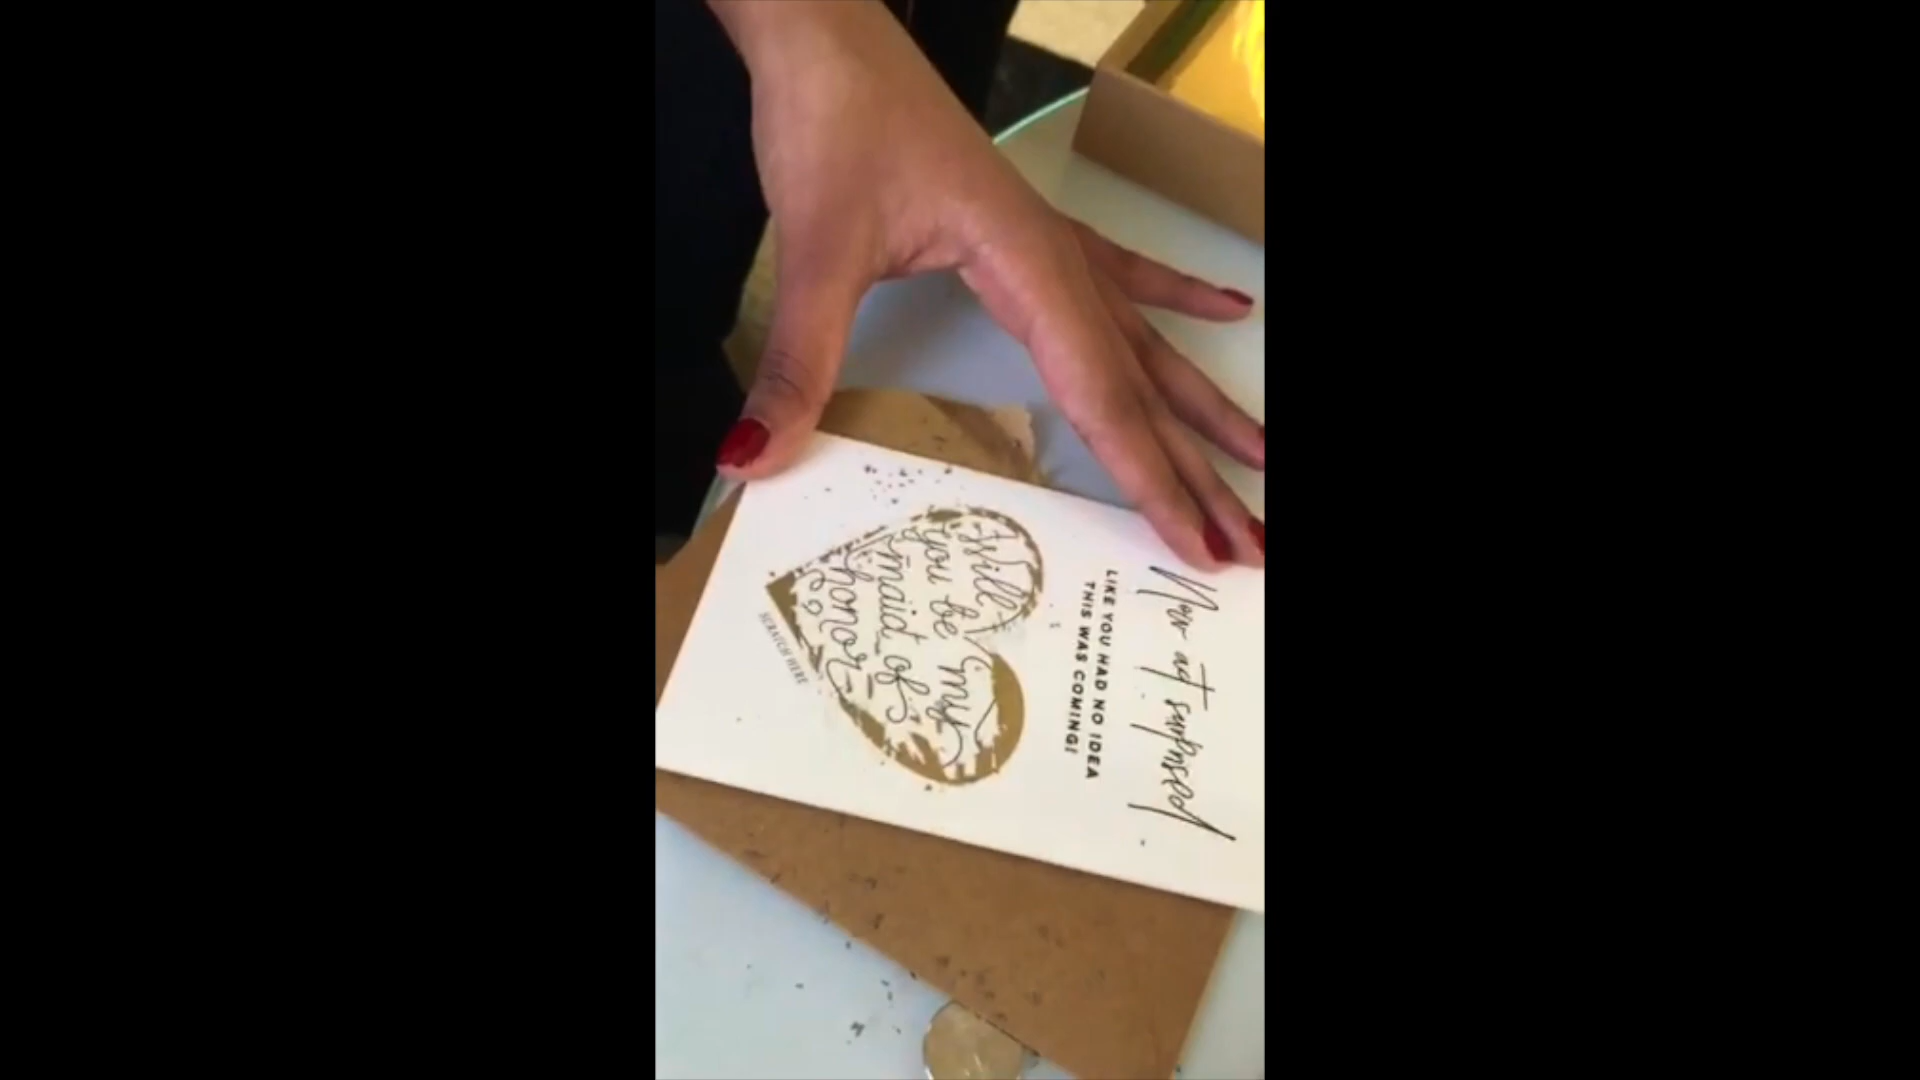 Now act surprised
LIKE YOU HAD NO IDEA
THIS WAS COMING!
Will
you be my
maid of
honor
SCRATCH HERE